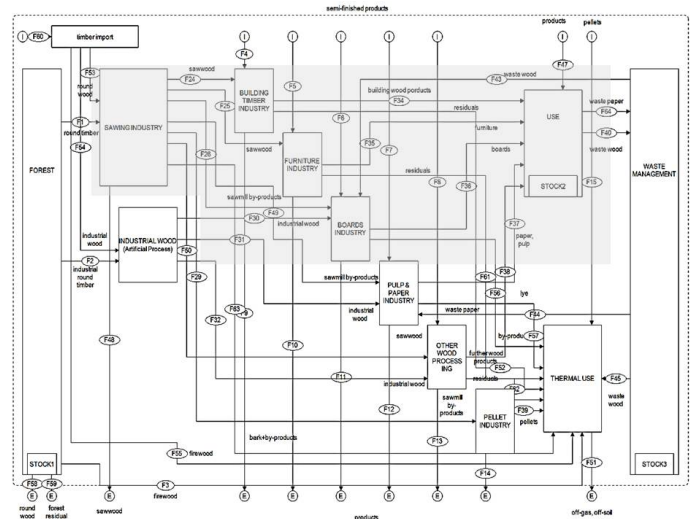 semi-finished products
products
pellets
I
F60
timber import
I
I
I
I
I
I
I
F4
F47
F53
round
wood
F24
sawwood
F5
F43
waste wood
BUILDING
TIMBER
INDUSTRY
building wood porducts
F34
USE
waste paper
F64
F1
round timber
F25
F6
residuals
F54
SAWING INDUSTRY
sawwood
F35
F7
furniture
F40
waste wood
F26
FURNITURE
INDUSTRY
boards
FOREST
residuals
WASTE
MANAGEMENT
F36
STOCK2
F15
sawmill by-products
F49
F30
industrial wood
BOARDS
INDUSTRY
F37
paper,
pulp
industrial
wood
INDUSTRIAL WOOD
(Artificial Process)
F31
F50
F2
industrial
round
timber
F29
sawmill by-products
PULP &
PAPER
INDUSTRY
F38
F61
F56
lye
F32
F63
F9
industrial
wood
waste paper
F44
F48
F10
sawwood
OTHER
WOOD
PROCESS
ING
by-produ
F57
further wood
products
F52
THERMAL USE
F11
industrial wood
residucts
F45
waste
wood
F12
sawmill
by-
products
PELLET
INDUSTRY
F39
pellets
bark+by-products
F13
F55
firewood
STOCK1
F14
F51
STOCK3
F58
F59
F3
firewood
E
E
E
E
E
E
E
E
E
round
wood
forest
residual
sawwood
products
off-gas, off-soil